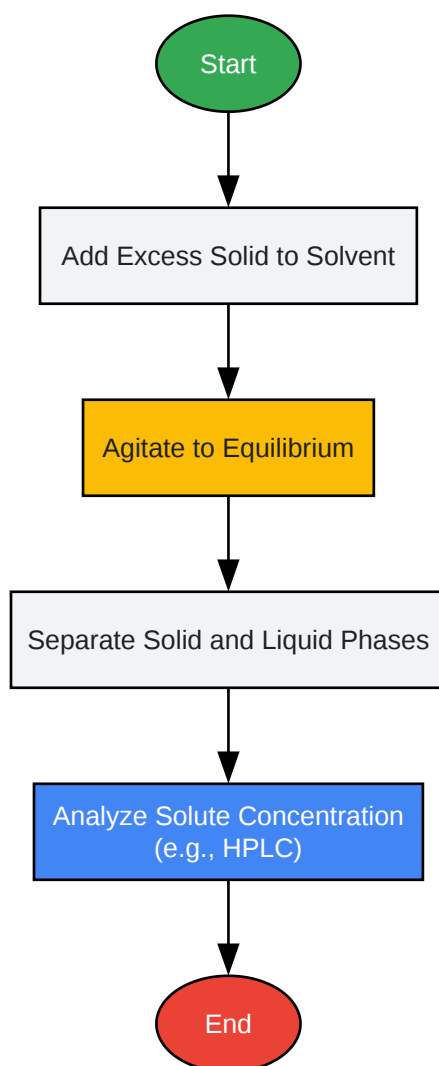 Start
Add Excess Solid to Solvent
Agitate to Equilibrium
Separate Solid and Liquid Phases
Analyze Solute Concentration
(e.g., HPLC)
End